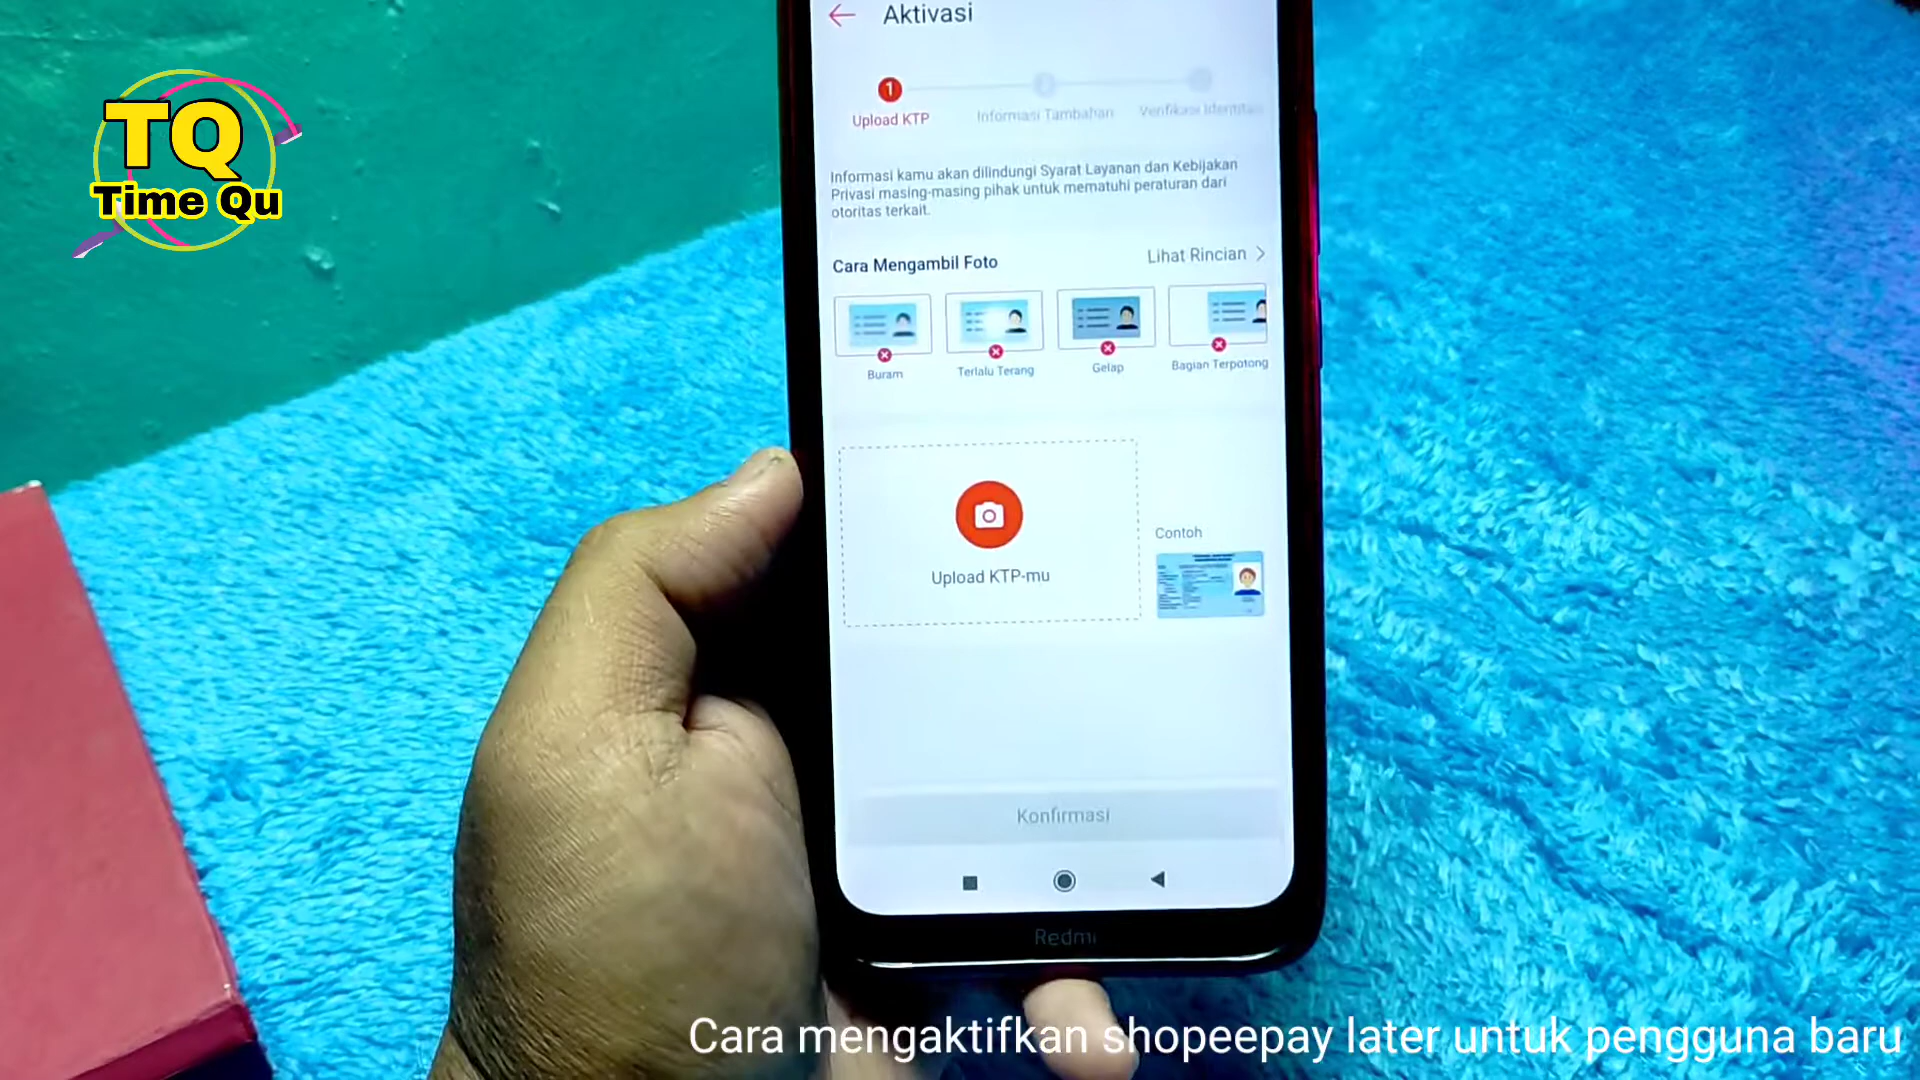 TQ
Time Qu
Aktivasi
1
Upload KTP
Informasi Tambahan
Verifikasi Identitas
Informasi kamu akan dilindungi Syarat Layanan dan Kebijakan
Privasi masing-masing pihak untuk mematuhi peraturan dari
otoritas terkait.
Cara Mengambil Foto
Lihat Rincian
Buram
Terlalu Terang
Gelap
Bagian Terpotong
Upload KTP-mu
Contoh
Konfirmasi
Redmi
Cara mengaktifkan shopeepay later untuk pengguna baru